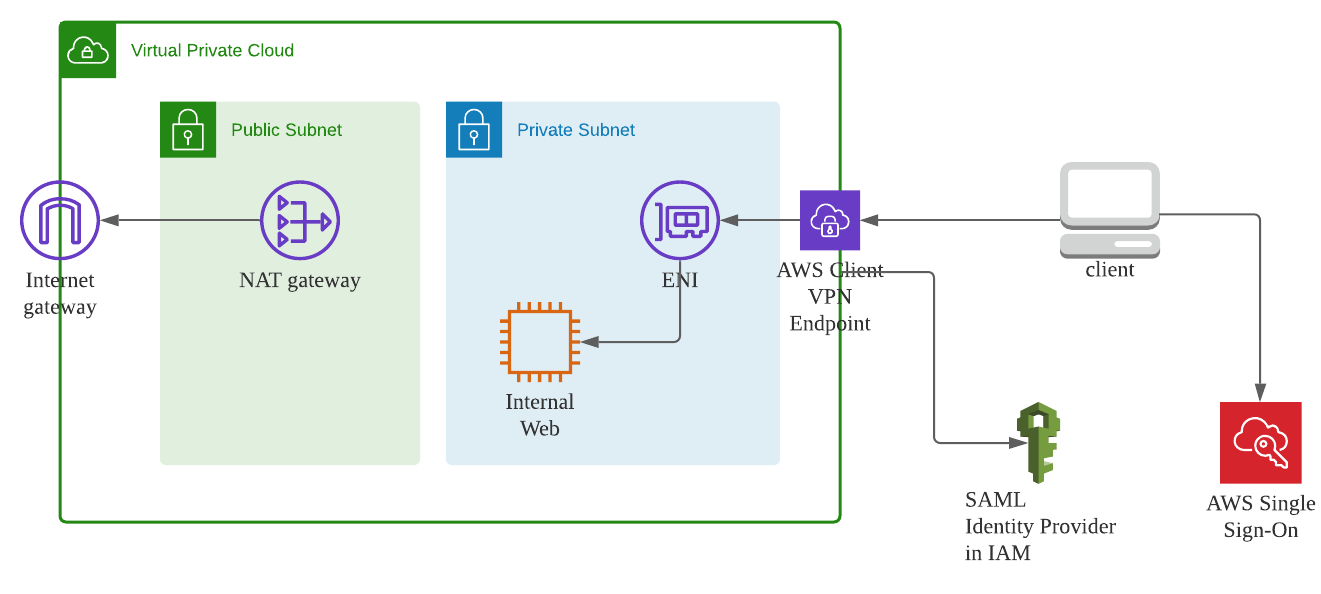 Virtual Private Cloud
Public Subnet
Private Subnet
Internet
gateway
NAT gateway
ENI
AWS Client
VPN
Endpoint
client
Internal
Web
SAML
Identity Provider
in IAM
AWS Single
Sign-On